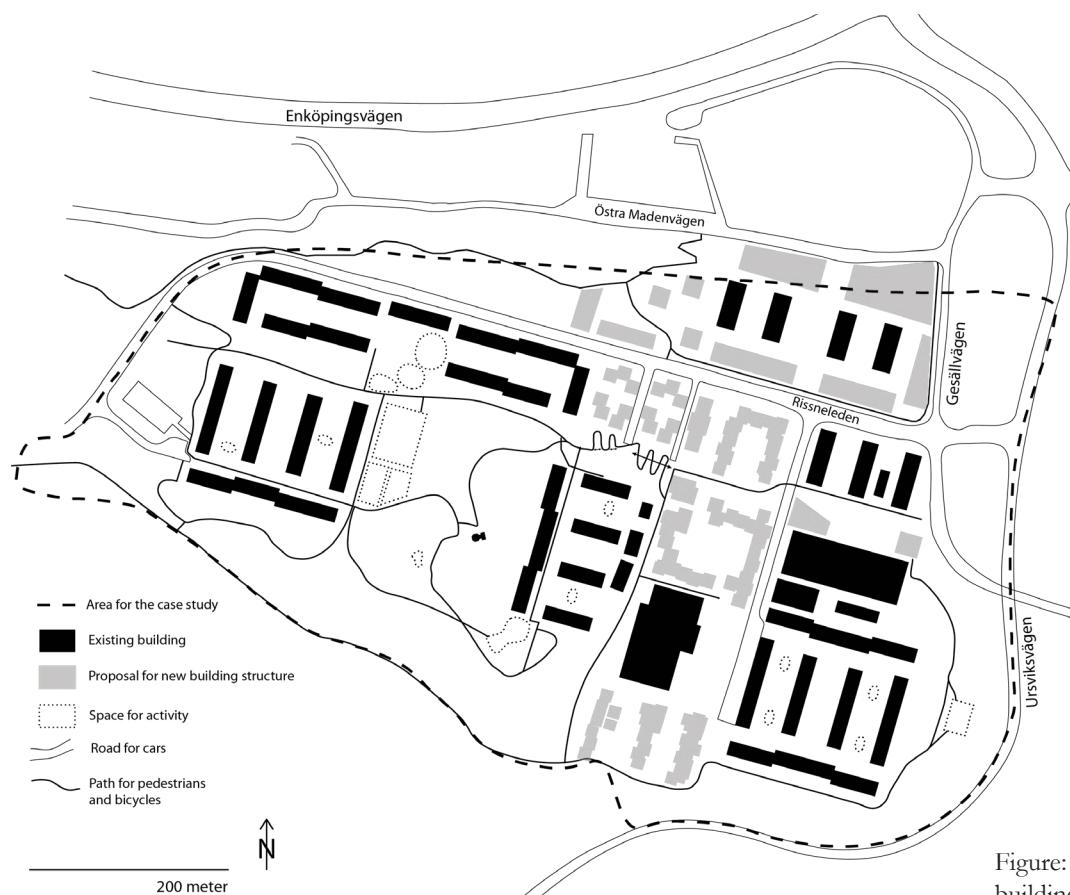 Enköpingsvägen
Östra Madenvägen
Gesällvägen
Rissneleden
Ursviksvägen
Area for the case study
Existing building
Proposal for new building structure
Space for activity
Road for cars
Path for pedestrians
and bicycles
N
200 meter
Figure: